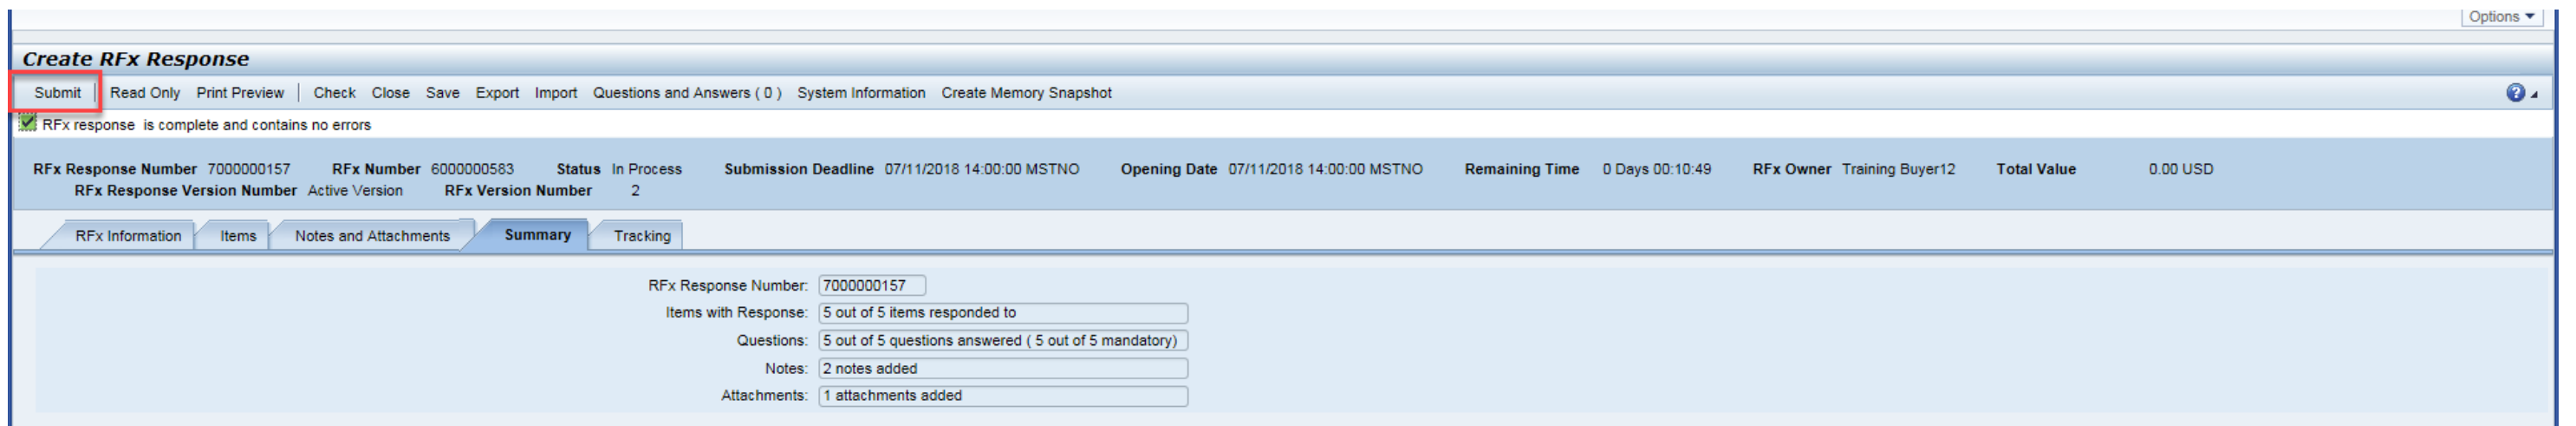 Options
Create RFx Response
Submit Read Only Print Preview Check Close Save Export Import Questions and Answers ( 0 ) System Information Create Memory Snapshot
RFx response is complete and contains no errors
RFx Response Number 7000000157 RFx Number 6000000583 Status In Process Submission Deadline 07/11/2018 14:00:00 MSTNO Opening Date 07/11/2018 14:00:00 MSTNO Remaining Time 0 Days 00:10:49 RFx Owner Training Buyer12 Total Value 0.00 USD
RFx Response Version Number Active Version RFx Version Number 2
RFx Information Items Notes and Attachments Summary Tracking
RFx Response Number: 7000000157
Items with Response: 5 out of 5 items responded to
Questions: 5 out of 5 questions answered ( 5 out of 5 mandatory)
Notes: 2 notes added
Attachments: 1 attachments added